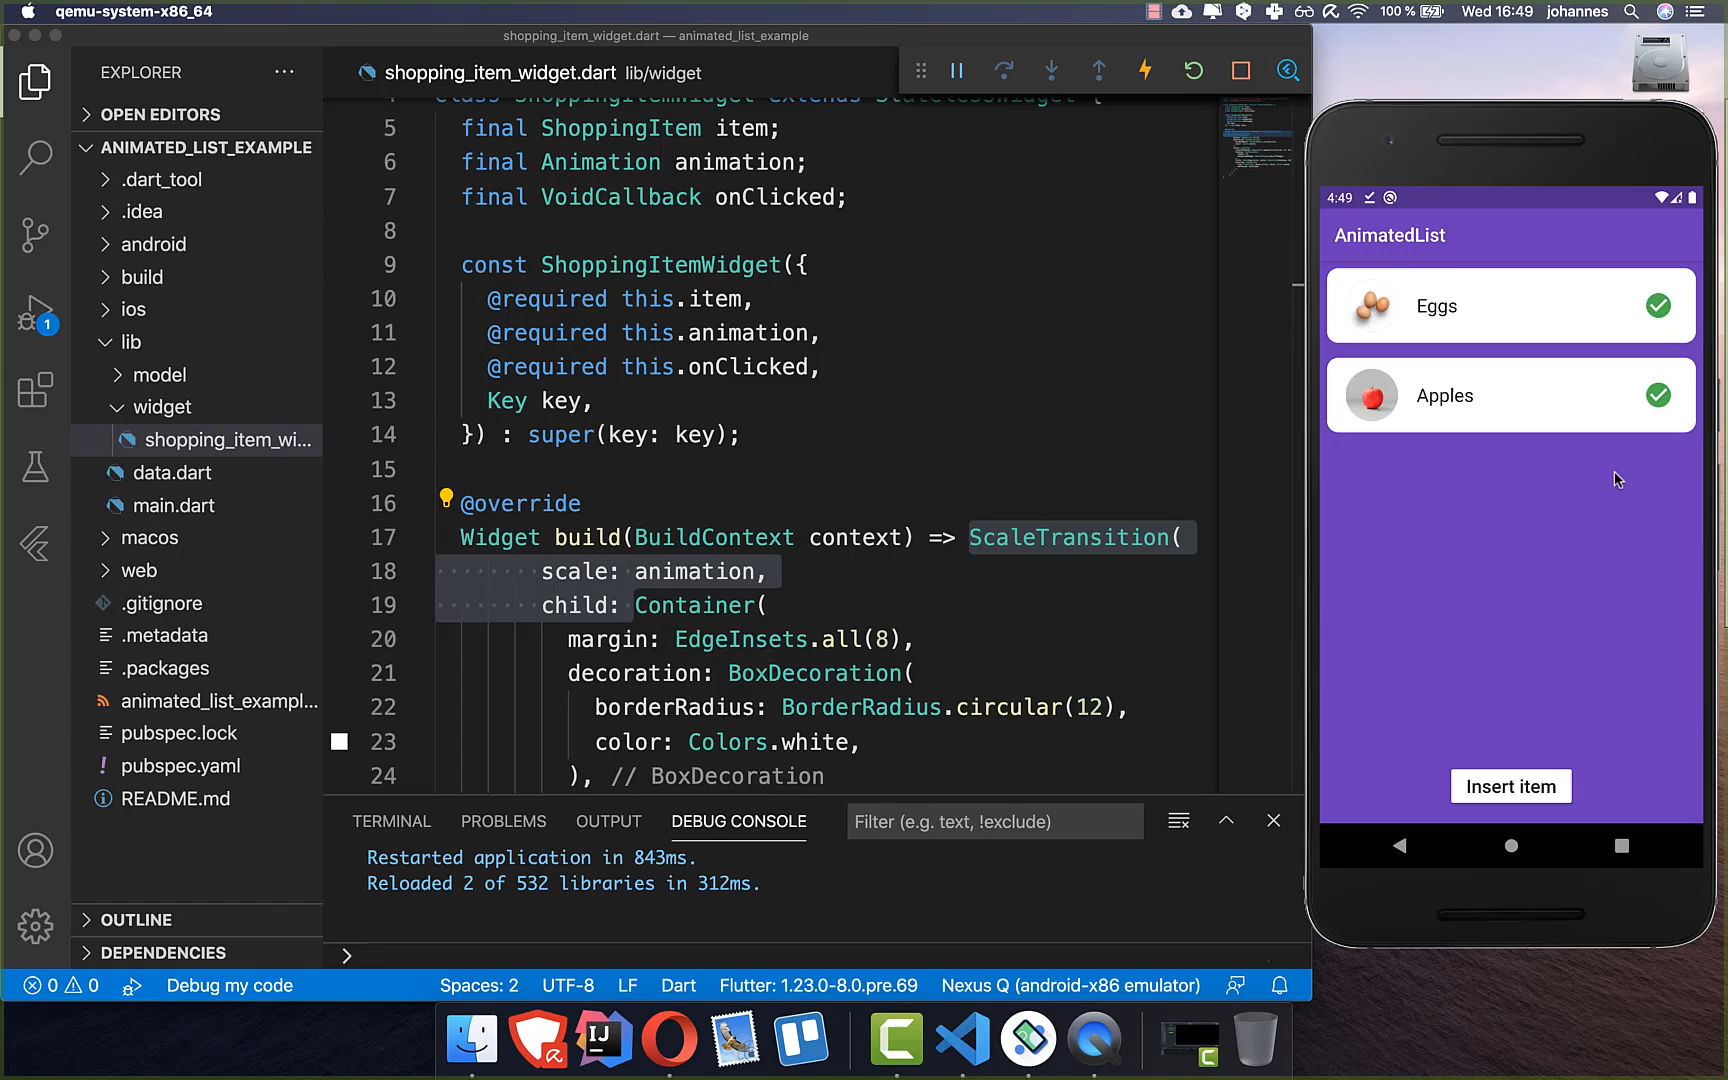 qemu-system-x86_64
100 %
Wed 16:49
johannes
shopping_item_widget.dart — animated_list_example
EXPLORER
OPEN EDITORS
ANIMATED_LIST_EXAMPLE
.dart_tool
.idea
android
build
ios
lib
model
widget
shopping_item_wi...
data.dart
main.dart
macos
web
.gitignore
.metadata
.packages
animated_list_exampl...
pubspec.lock
pubspec.yaml
README.md
OUTLINE
DEPENDENCIES
1
shopping_item_widget.dart lib/widget
4 class ShoppingItemWidget extends StatelessWidget {
5 final ShoppingItem item;
6 final Animation animation;
7 final VoidCallback onClicked;
8
9 const ShoppingItemWidget({
10 @required this.item,
11 @required this.animation,
12 @required this.onClicked,
13 Key key,
14 }) : super(key: key);
15
16 @override
17 Widget build(BuildContext context) => ScaleTransition(
18 scale: animation,
19 child: Container(
20 margin: EdgeInsets.all(8),
21 decoration: BoxDecoration(
22 borderRadius: BorderRadius.circular(12),
23 color: Colors.white,
24 ), // BoxDecoration
TERMINAL
PROBLEMS
OUTPUT
DEBUG CONSOLE
Filter (e.g. text, !exclude)
Restarted application in 843ms.
Reloaded 2 of 532 libraries in 312ms.
0 0
Debug my code
Spaces: 2
UTF-8
LF
Dart
Flutter: 1.23.0-8.0.pre.69
Nexus Q (android-x86 emulator)
4:49
AnimatedList
Eggs
Apples
Insert item
IJ
C
C